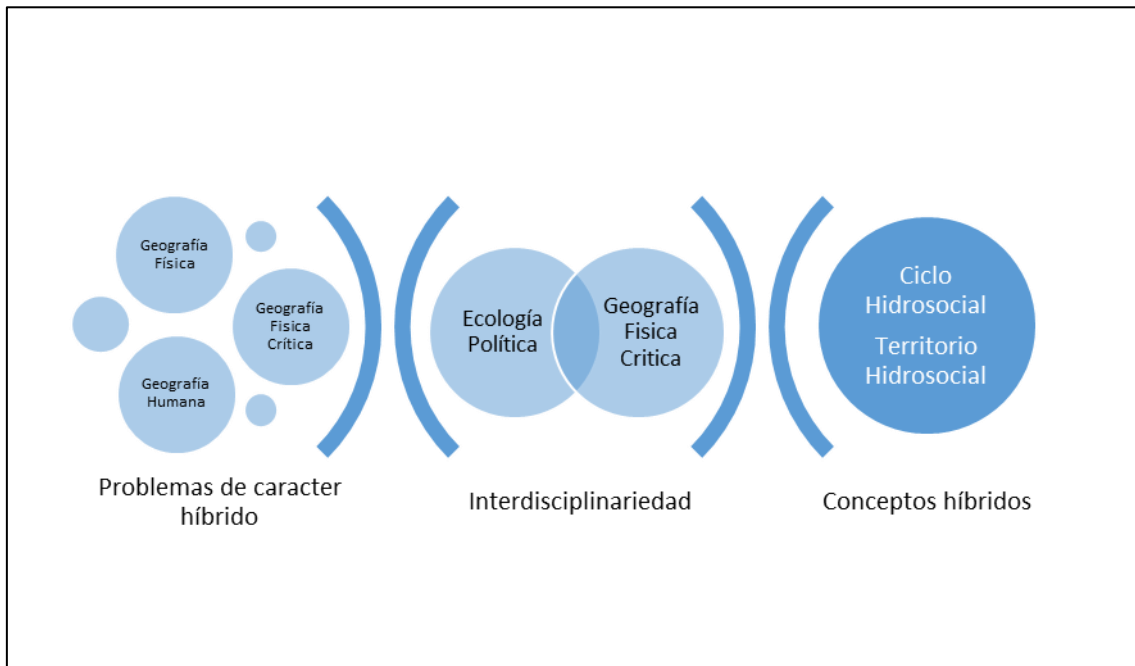 Geografía
Física
Geografía
Fisica
Crítica
Geografía
Humana
Problemas de caracter
híbrido
Ecología
Política
Geografía
Fisica
Critica
Interdisciplinariedad
Ciclo
Hidrosocial
Territorio
Hidrosocial
Conceptos híbridos